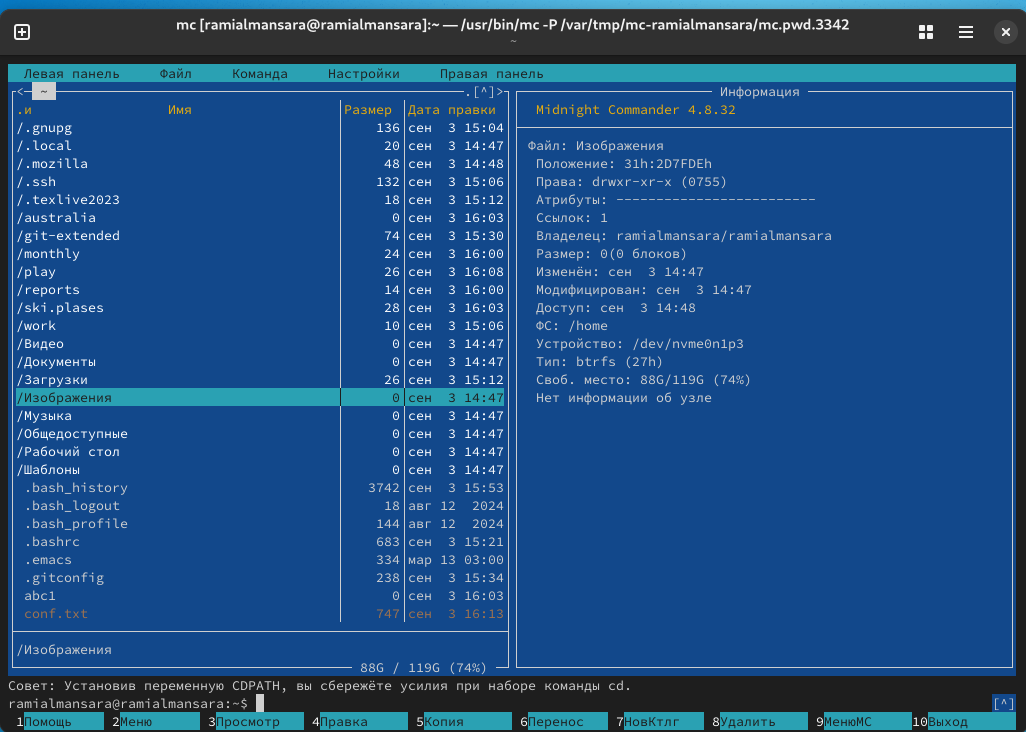 mc [ramialmansara@ramialmansara]:~ — /usr/bin/mc -P /var/tmp/mc-ramialmansara/mc.pwd.3342
~
Левая панель Файл Команда Настройки Правая панель
<─ ~ .[^]>
.и Имя Размер Дата правки
/.gnupg 136 сен 3 15:04
/.local 20 сен 3 14:47
/.mozilla 48 сен 3 14:48
/.ssh 132 сен 3 15:06
/.texlive2023 18 сен 3 15:12
/australia 0 сен 3 16:03
/git-extended 74 сен 3 15:30
/monthly 24 сен 3 16:00
/play 26 сен 3 16:08
/reports 14 сен 3 16:00
/ski.plases 28 сен 3 16:03
/work 10 сен 3 15:06
/Видео 0 сен 3 14:47
/Документы 0 сен 3 14:47
/Загрузки 26 сен 3 15:12
/Изображения 0 сен 3 14:47
/Музыка 0 сен 3 14:47
/Общедоступные 0 сен 3 14:47
/Рабочий стол 0 сен 3 14:47
/Шаблоны 0 сен 3 14:47
.bash_history 3742 сен 3 15:53
.bash_logout 18 авг 12 2024
.bash_profile 144 авг 12 2024
.bashrc 683 сен 3 15:21
.emacs 334 мар 13 03:00
.gitconfig 238 сен 3 15:34
abc1 0 сен 3 16:03
conf.txt 747 сен 3 16:13
/Изображения
88G / 119G (74%)
Информация
Midnight Commander 4.8.32
Файл: Изображения
Положение: 31h:2D7FDEh
Права: drwxr-xr-x (0755)
Атрибуты: -------------------------
Ссылок: 1
Владелец: ramialmansara/ramialmansara
Размер: 0(0 блоков)
Изменён: сен 3 14:47
Модифицирован: сен 3 14:47
Доступ: сен 3 14:48
ФС: /home
Устройство: /dev/nvme0n1p3
Тип: btrfs (27h)
Своб. место: 88G/119G (74%)
Нет информации об узле
Совет: Установив переменную CDPATH, вы сбережёте усилия при наборе команды cd.
ramialmansara@ramialmansara:~$ [^]
1Помощь 2Меню 3Просмотр 4Правка 5Копия 6Перенос 7НовКтлг 8Удалить 9МенюМС 10Выход